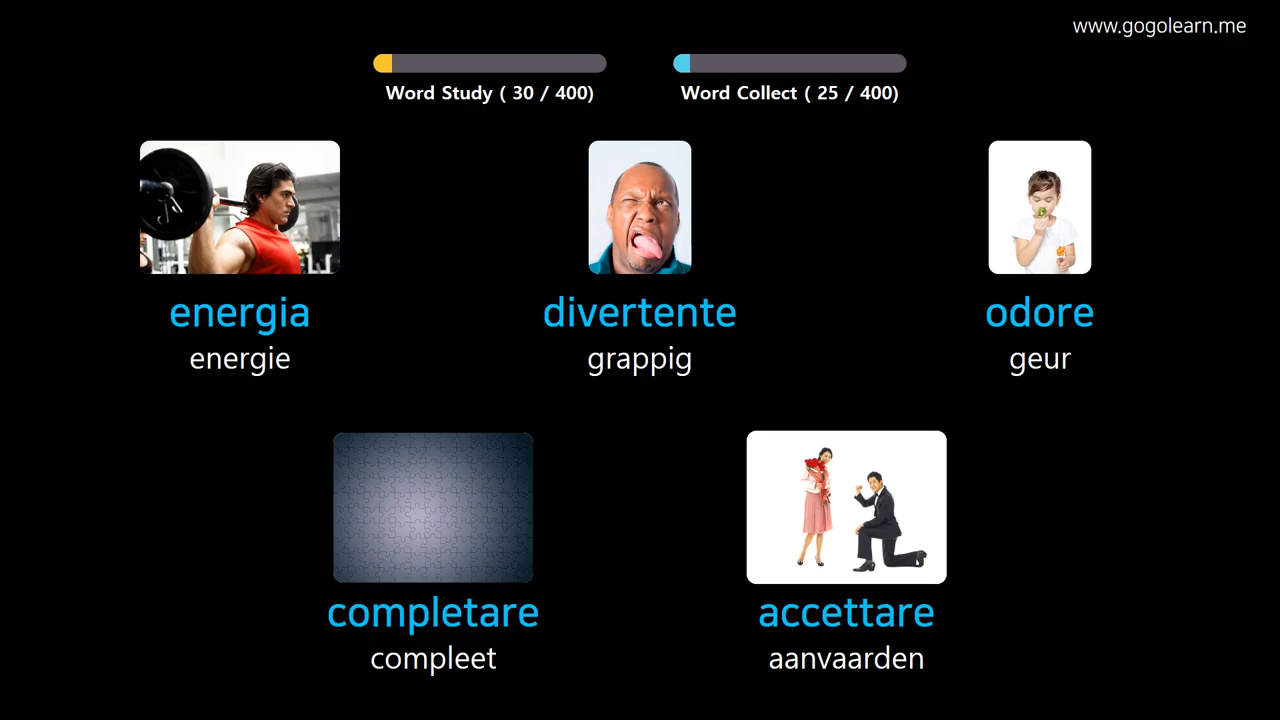 www.gogolearn.me
Word Study ( 30 / 400)
Word Collect ( 25 / 400)
energia
energie
divertente
grappig
odore
geur
completare
compleet
accettare
aanvaarden